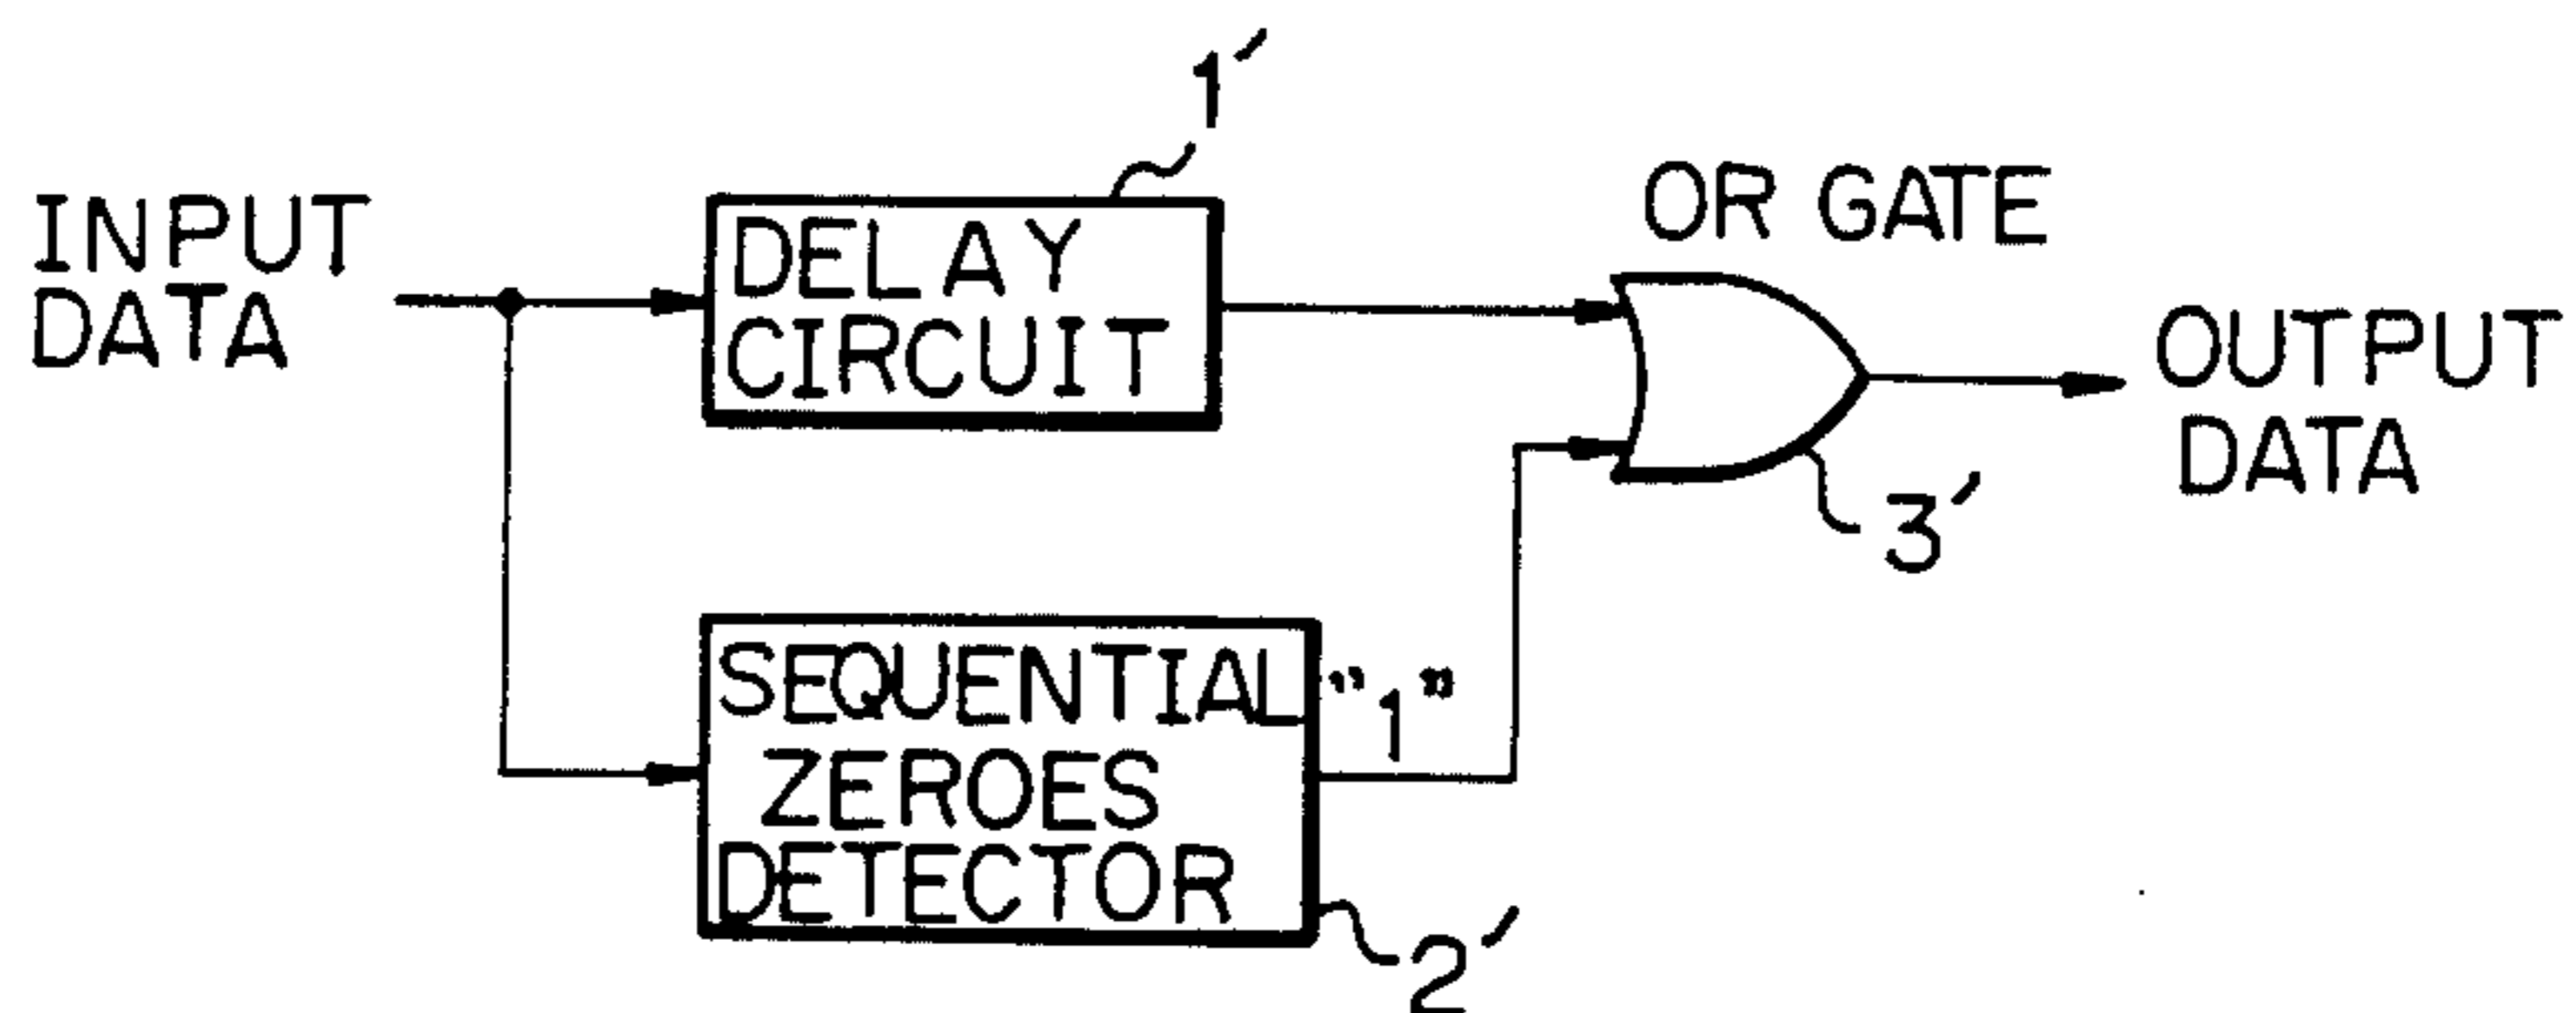 1'
INPUT
DATA
DELAY
CIRCUIT
OR GATE
OUTPUT
DATA
3'
SEQUENTIAL
ZEROES
DETECTOR
"1"
2'